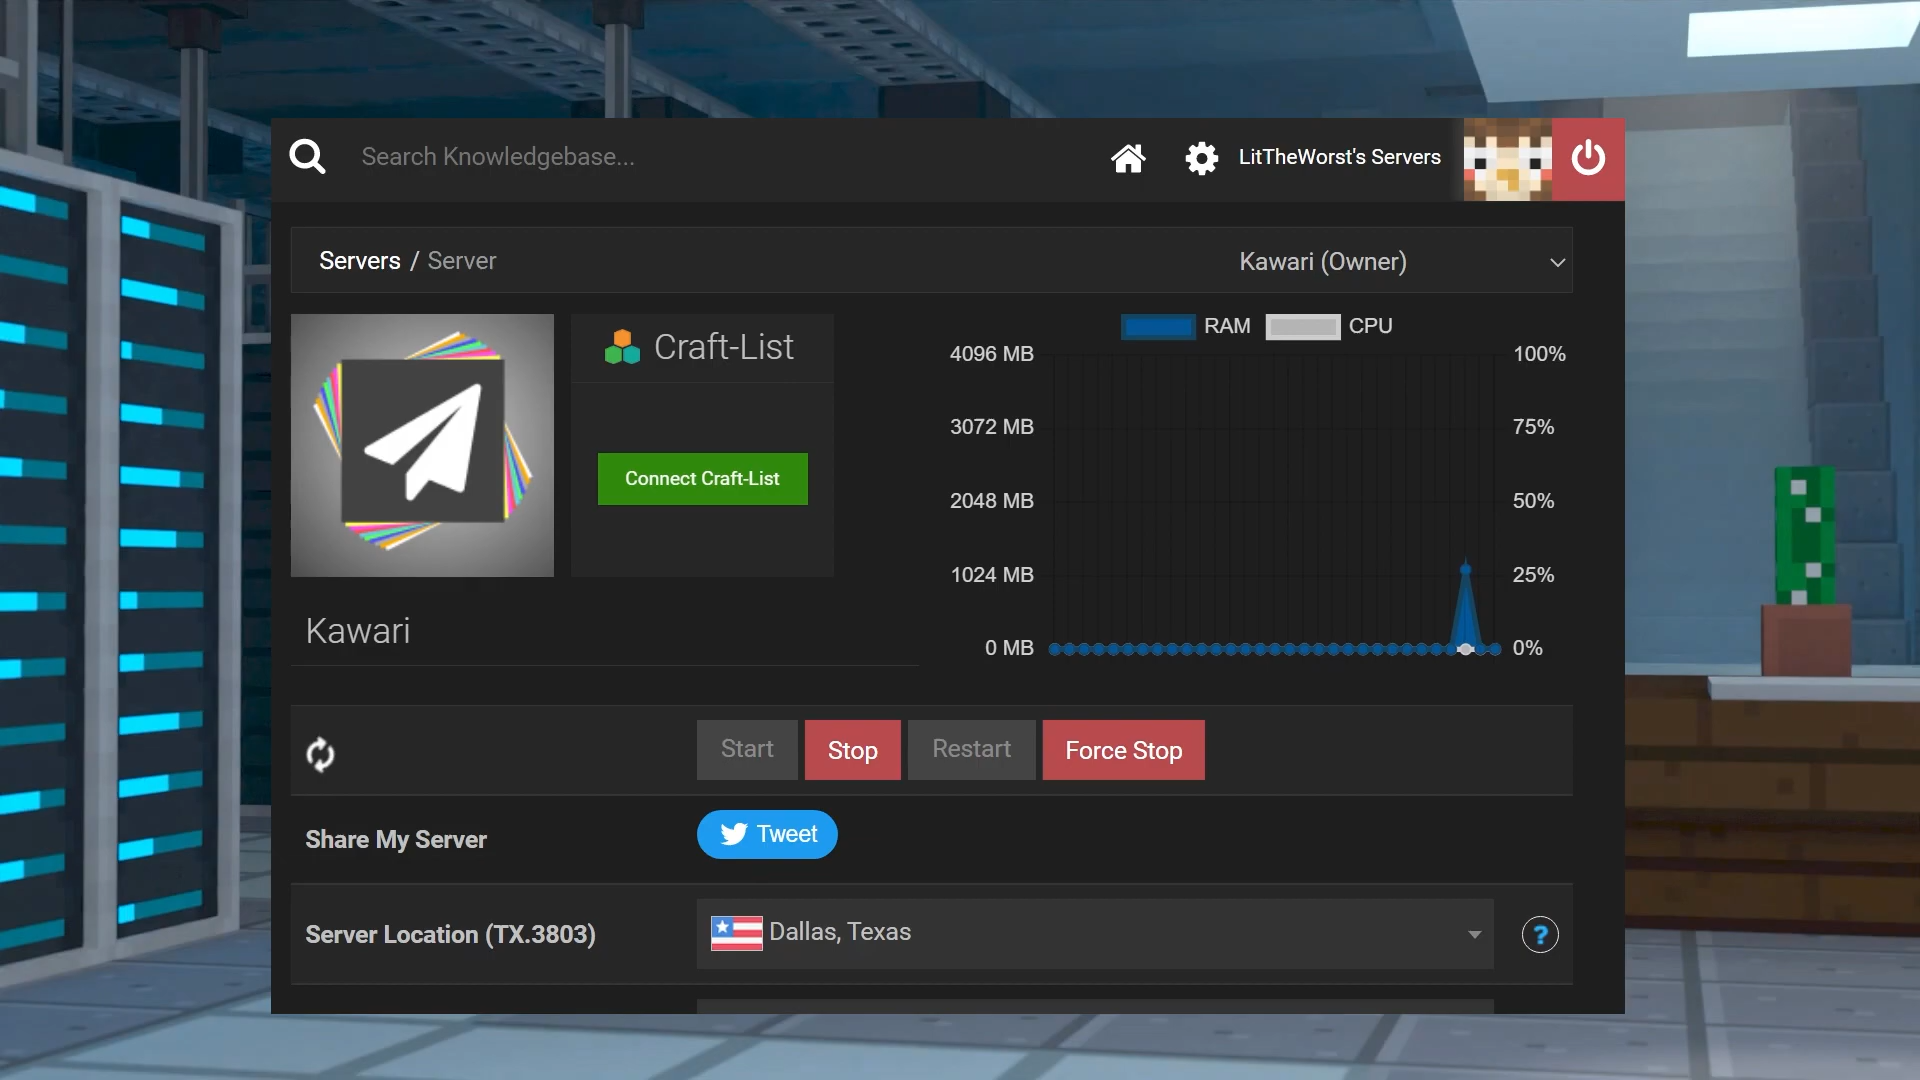 Search Knowledgebase...
LitTheWorst's Servers
Servers / Server
Kawari (Owner)
Craft-List
Connect Craft-List
Kawari
RAM
CPU
4096 MB
100%
3072 MB
75%
2048 MB
50%
1024 MB
25%
0 MB
0%
Start
Stop
Restart
Force Stop
Share My Server
Tweet
Server Location (TX.3803)
Dallas, Texas
?